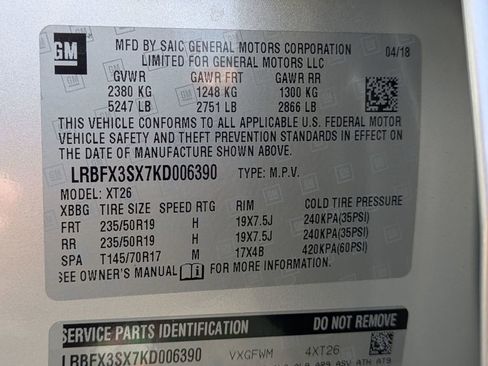 GM
MFD BY SAIC GENERAL MOTORS CORPORATION 04/18
LIMITED FOR GENERAL MOTORS LLC
GVWR GAWR FRT GAWR RR
2380 KG 1248 KG 1300 KG
5247 LB 2751 LB 2866 LB
THIS VEHICLE CONFORMS TO ALL APPLICABLE U.S. FEDERAL MOTOR
VEHICLE SAFETY AND THEFT PREVENTION STANDARDS IN EFFECT ON
THE DATE OF MANUFACTURE SHOWN ABOVE.
LRBFX3SX7KD006390 TYPE: M.P.V.
MODEL: XT26
XBBG TIRE SIZE SPEED RTG RIM COLD TIRE PRESSURE
FRT 235/50R19 H 19X7.5J 240KPA(35PSI)
RR 235/50R19 H 19X7.5J 240KPA(35PSI)
SPA T145/70R17 M 17X4B 420KPA(60PSI)
SEE OWNER'S MANUAL FOR MORE INFORMATION.
SERVICE PARTS IDENTIFICATION DO NOT REMOVE
LRBFX3SX7KD006390 VXGFWM 4XT26